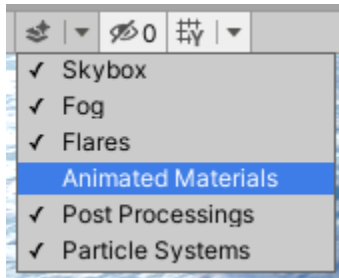 0
✓ Skybox
✓ Fog
✓ Flares
Animated Materials
✓ Post Processings
✓ Particle Systems